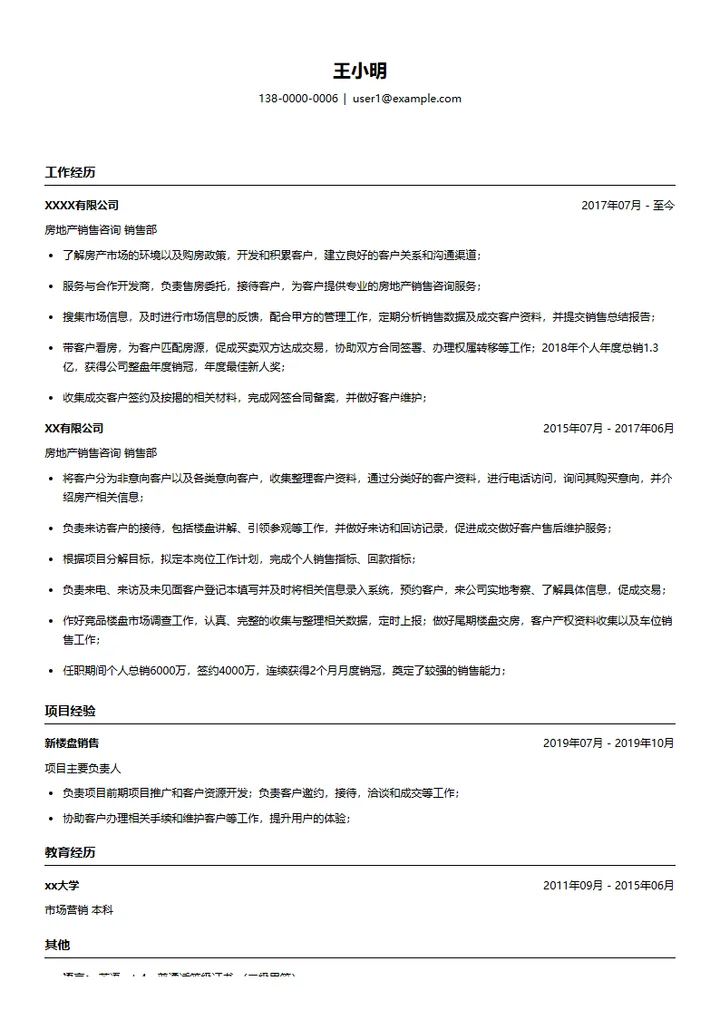 王小明
138-0000-0006 | user1@example.com
工作经历
XXXX有限公司 2017年07月 - 至今
房地产销售咨询 销售部
• 了解房产市场的环境以及购房政策，开发和积累客户，建立良好的客户关系和沟通渠道；
• 服务与合作开发商，负责售房委托，接待客户，为客户提供专业的房地产销售咨询服务；
• 搜集市场信息，及时进行市场信息的反馈，配合甲方的管理工作，定期分析销售数据及成交客户资料，并提交销售总结报告；
• 带客户看房，为客户匹配房源，促成买卖双方达成交易，协助双方合同签署、办理权属转移等工作；2018年个人年度总销1.3
亿，获得公司整盘年度销冠，年度最佳新人奖；
• 收集成交客户签约及按揭的相关材料，完成网签合同备案，并做好客户维护；
XX有限公司 2015年07月 - 2017年06月
房地产销售咨询 销售部
• 将客户分为非意向客户以及各类意向客户，收集整理客户资料，通过分类好的客户资料，进行电话访问，询问其购买意向，并介
绍房产相关信息；
• 负责来访客户的接待，包括楼盘讲解、引领参观等工作，并做好来访和回访记录，促进成交做好客户售后维护服务；
• 根据项目分解目标，拟定本岗位工作计划，完成个人销售指标、回款指标；
• 负责来电、来访及未见面客户登记本填写并及时将相关信息录入系统，预约客户，来公司实地考察、了解具体信息，促成交易；
• 作好竞品楼盘市场调查工作，认真、完整的收集与整理相关数据，定时上报；做好尾期楼盘交房，客户产权资料收集以及车位销
售工作；
• 任职期间个人总销6000万，签约4000万，连续获得2个月月度销冠，奠定了较强的销售能力；
项目经验
新楼盘销售 2019年07月 - 2019年10月
项目主要负责人
• 负责项目前期项目推广和客户资源开发；负责客户邀约，接待，洽谈和成交等工作；
• 协助客户办理相关手续和维护客户等工作，提升用户的体验；
教育经历
xx大学 2011年09月 - 2015年06月
市场营销 本科
其他